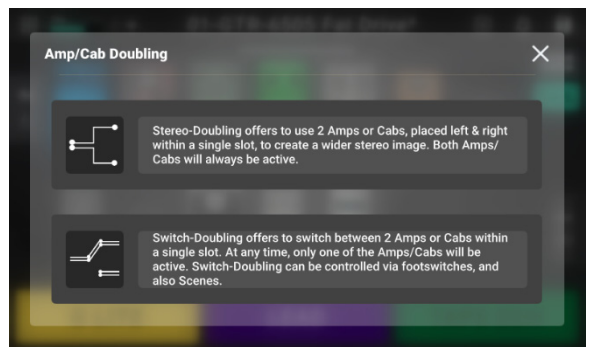 Amp/Cab Doubling
Stereo-Doubling offers to use 2 Amps or Cabs, placed left & right
within a single slot, to create a wider stereo image. Both Amps/
Cabs will always be active.
Switch-Doubling offers to switch between 2 Amps or Cabs within
a single slot. At any time, only one of the Amps/Cabs will be
active. Switch-Doubling can be controlled via footswitches, and
also Scenes.